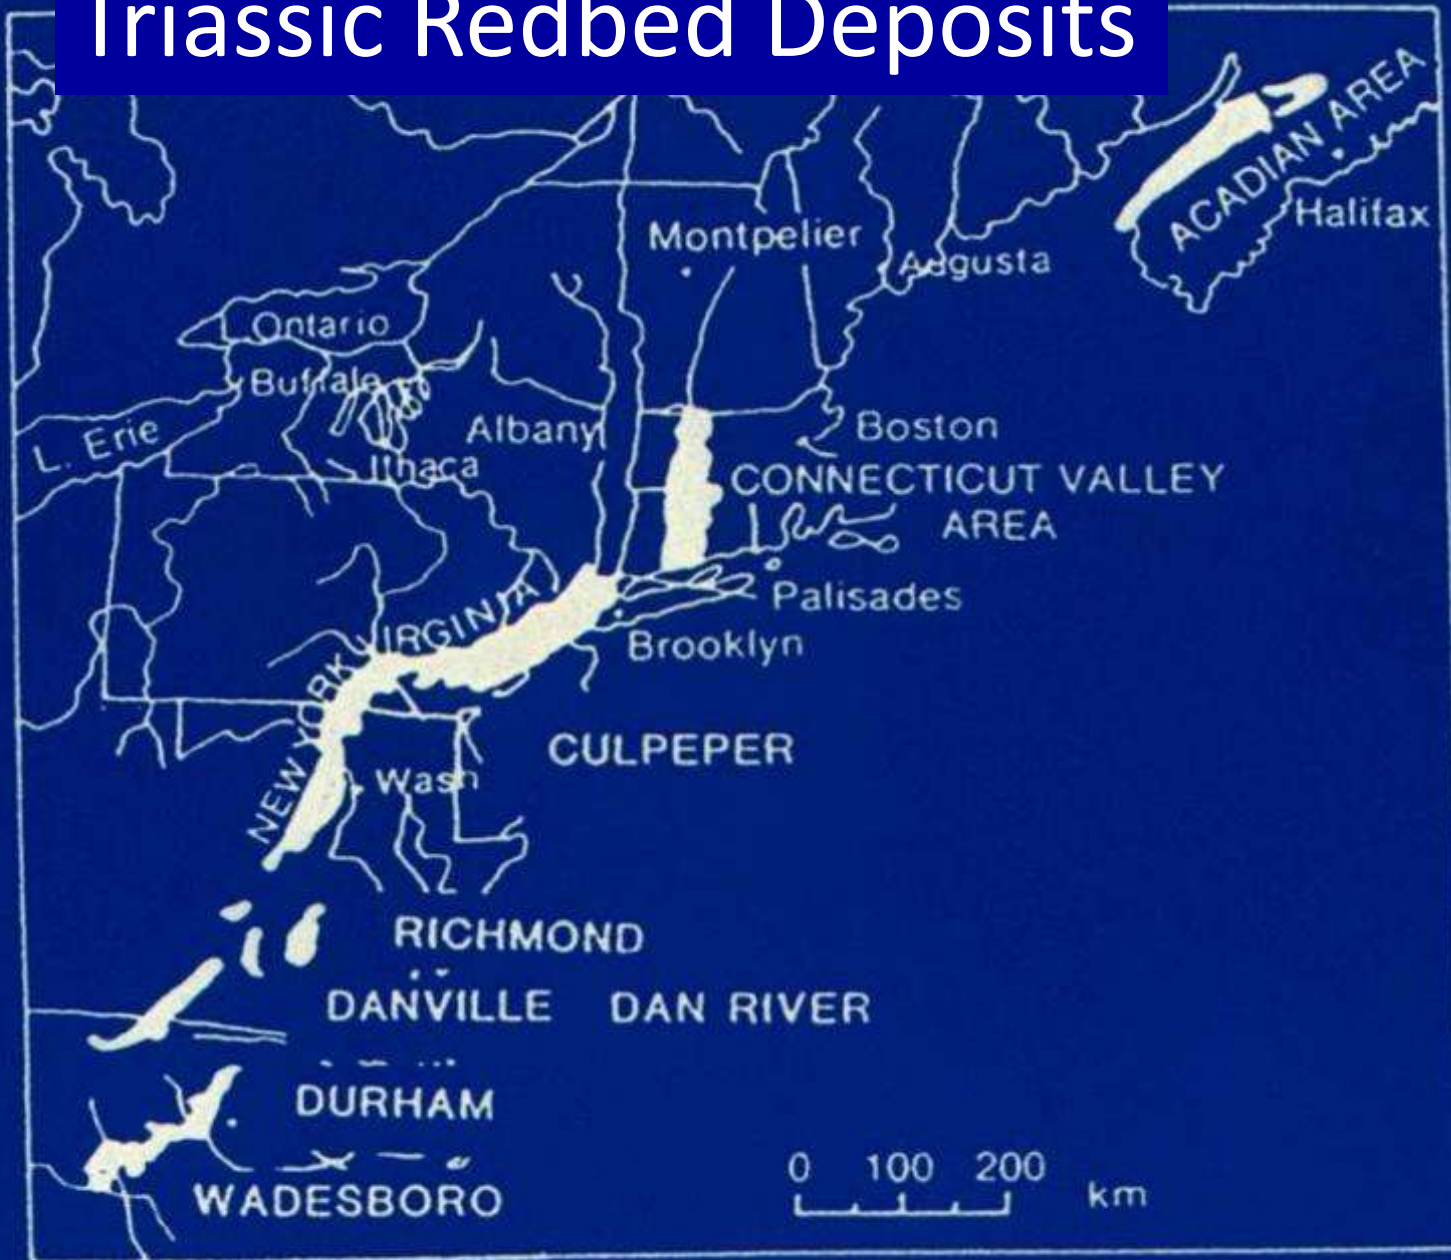 Triassic Redbed Deposits
ACADIAN AREA
Halifax
Montpelier
Augusta
Ontario
Buffalo
Albany
Boston
L. Erie
Ithaca
CONNECTICUT VALLEY
AREA
Palisades
NEW YORK-VIRGINIA
Brooklyn
CULPEPER
Wash
RICHMOND
DANVILLE DAN RIVER
DURHAM
0 100 200
km
WADESBORO